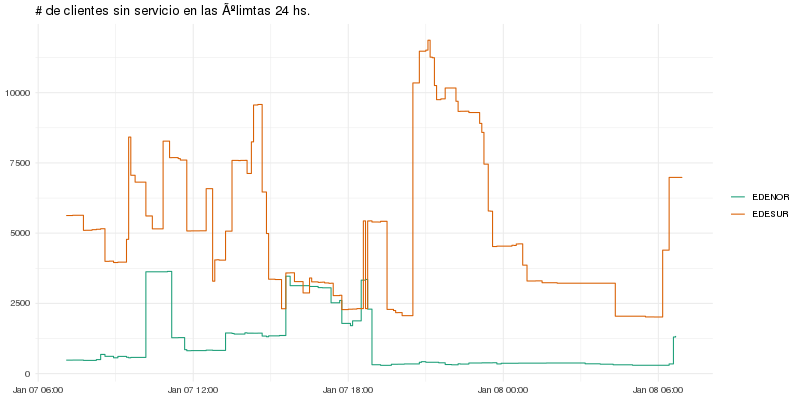 # de clientes sin servicio en las Ãºlimtas 24 hs.
10000
7500
5000
2500
0
Jan 07 06:00
Jan 07 12:00
Jan 07 18:00
Jan 08 00:00
Jan 08 06:00
EDENOR
EDESUR